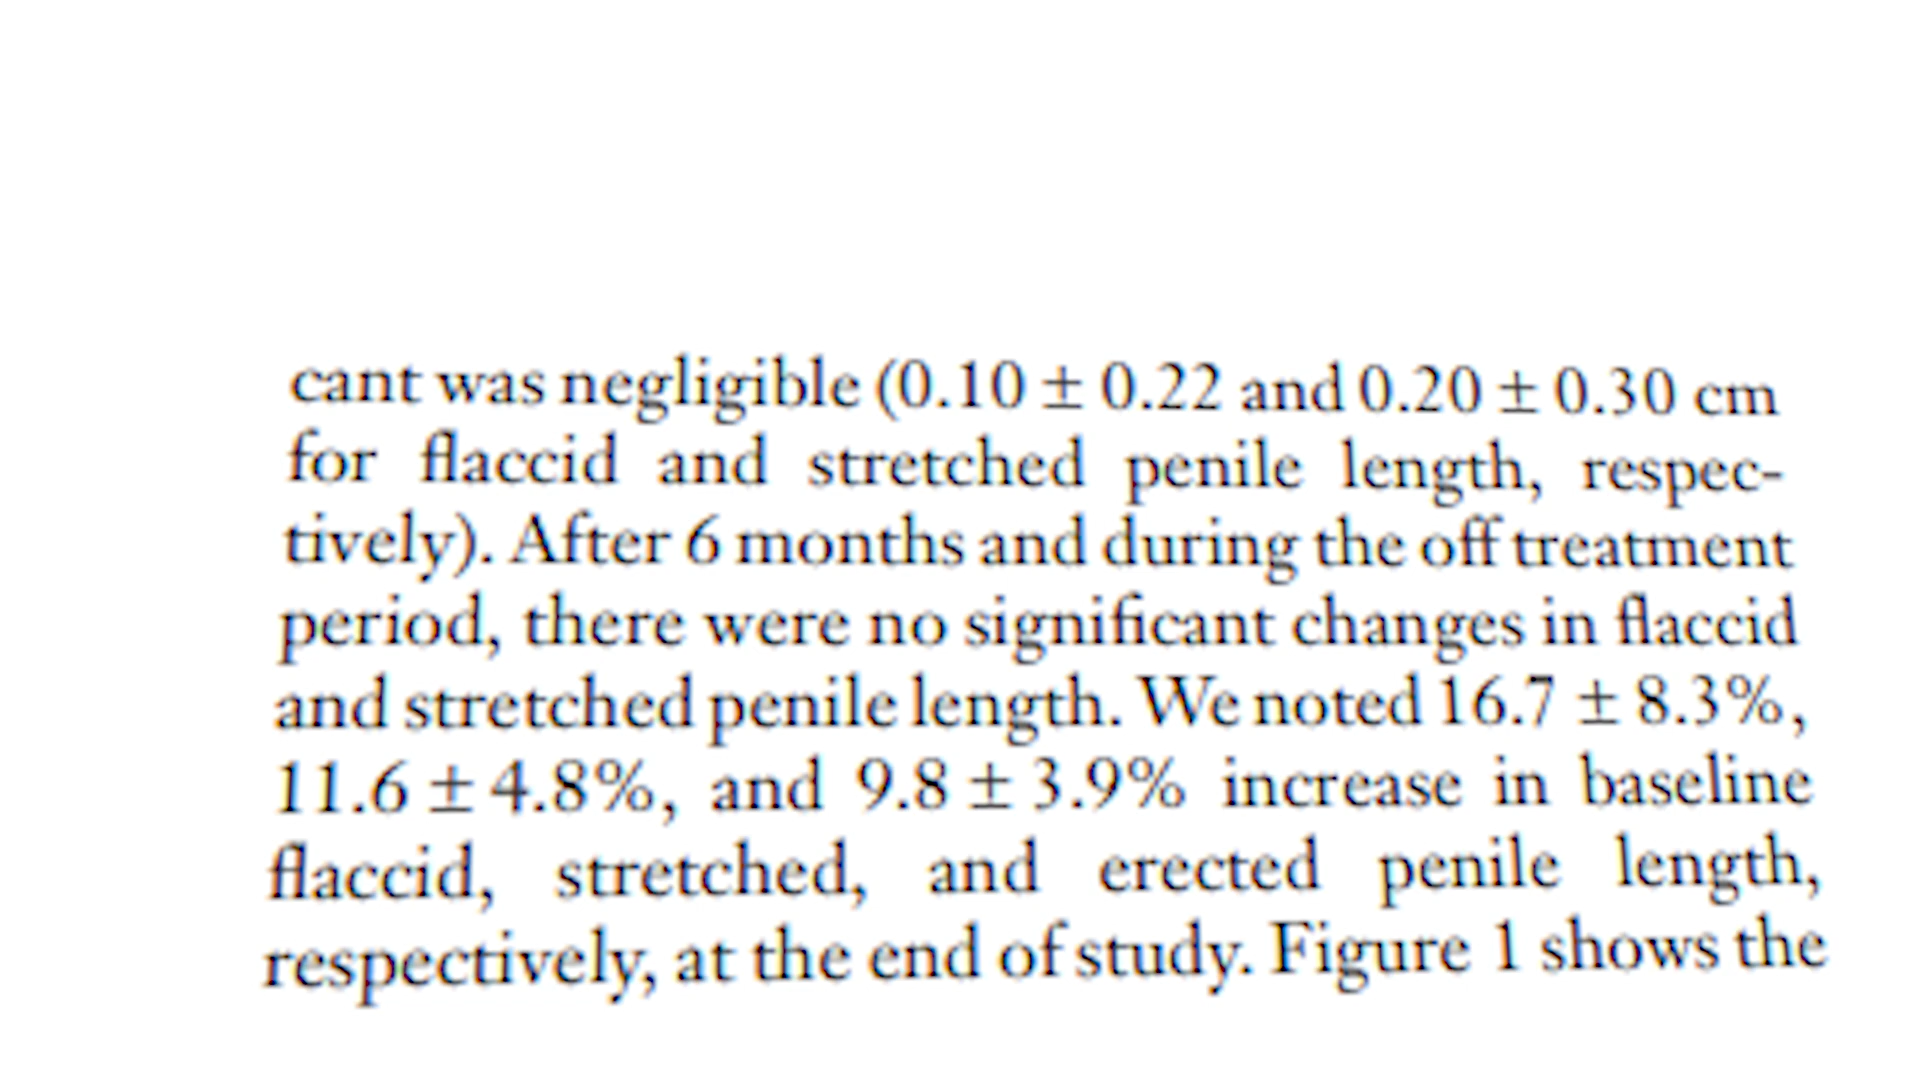 cant was negligible (0.10 ± 0.22 and 0.20 ± 0.30 cm
for flaccid and stretched penile length, respec-
tively). After 6 months and during the off treatment
period, there were no significant changes in flaccid
and stretched penile length. We noted 16.7 ± 8.3%,
11.6 ± 4.8%, and 9.8 ± 3.9% increase in baseline
flaccid, stretched, and erected penile length,
respectively, at the end of study. Figure 1 shows the